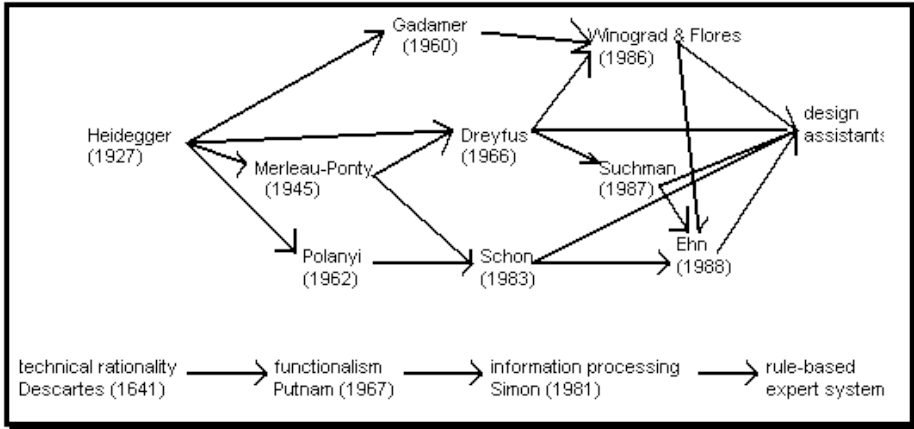 Gadamer
(1960)
Winograd & Flores
(1986)
Heidegger
(1927)
Dreyfus
(1966)
design
assistants
Merleau-Ponty
(1945)
Suchman
(1987)
Polanyi
(1962)
Schon
(1983)
Ehn
(1988)
technical rationality
Descartes (1641)
functionalism
Putnam (1967)
information processing
Simon (1981)
rule-based
expert system